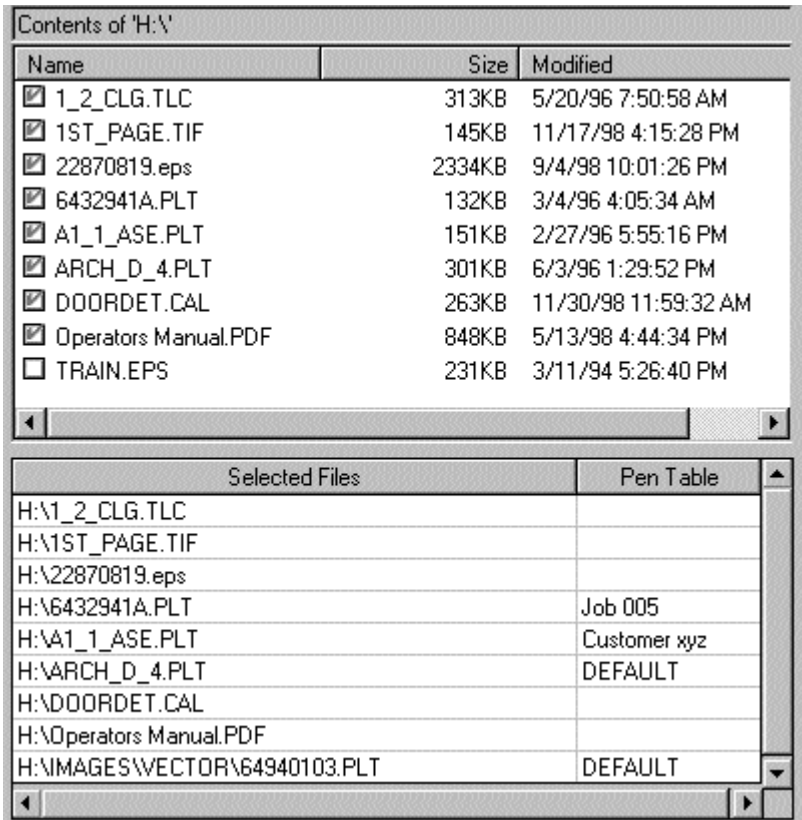 Contents of 'H:\'
Name Size Modified
1_2_CLG.TLC 313KB 5/20/96 7:50:58 AM
1ST_PAGE.TIF 145KB 11/17/98 4:15:28 PM
22870819.eps 2334KB 9/4/98 10:01:26 PM
6432941A.PLT 132KB 3/4/96 4:05:34 AM
A1_1_ASE.PLT 151KB 2/27/96 5:55:16 PM
ARCH_D_4.PLT 301KB 6/3/96 1:29:52 PM
DOORDET.CAL 263KB 11/30/98 11:59:32 AM
Operators Manual.PDF 848KB 5/13/98 4:44:34 PM
TRAIN.EPS 231KB 3/11/94 5:26:40 PM
Selected Files Pen Table
H:\1_2_CLG.TLC
H:\1ST_PAGE.TIF
H:\22870819.eps
H:\6432941A.PLT Job 005
H:\A1_1_ASE.PLT Customer xyz
H:\ARCH_D_4.PLT DEFAULT
H:\DOORDET.CAL
H:\Operators Manual.PDF
H:\IMAGES\VECTOR\64940103.PLT DEFAULT